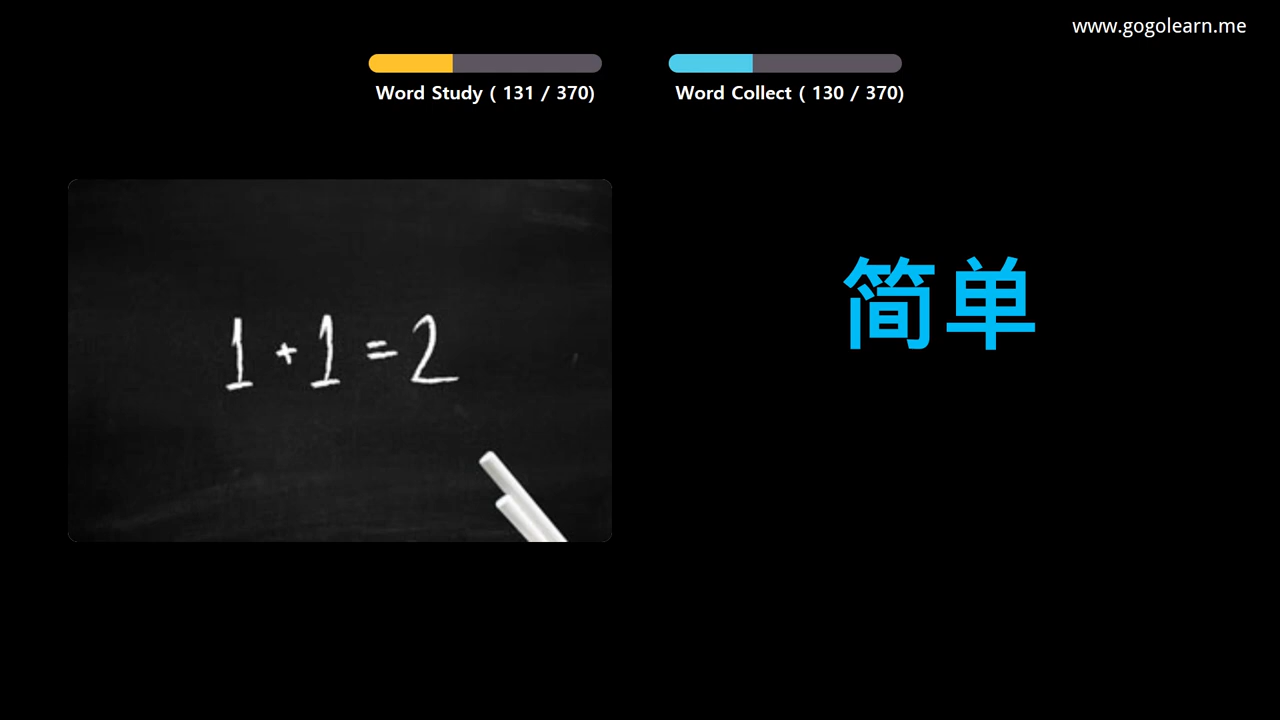 www.gogolearn.me
Word Study ( 131 / 370)
Word Collect ( 130 / 370)
1 + 1 = 2
简单